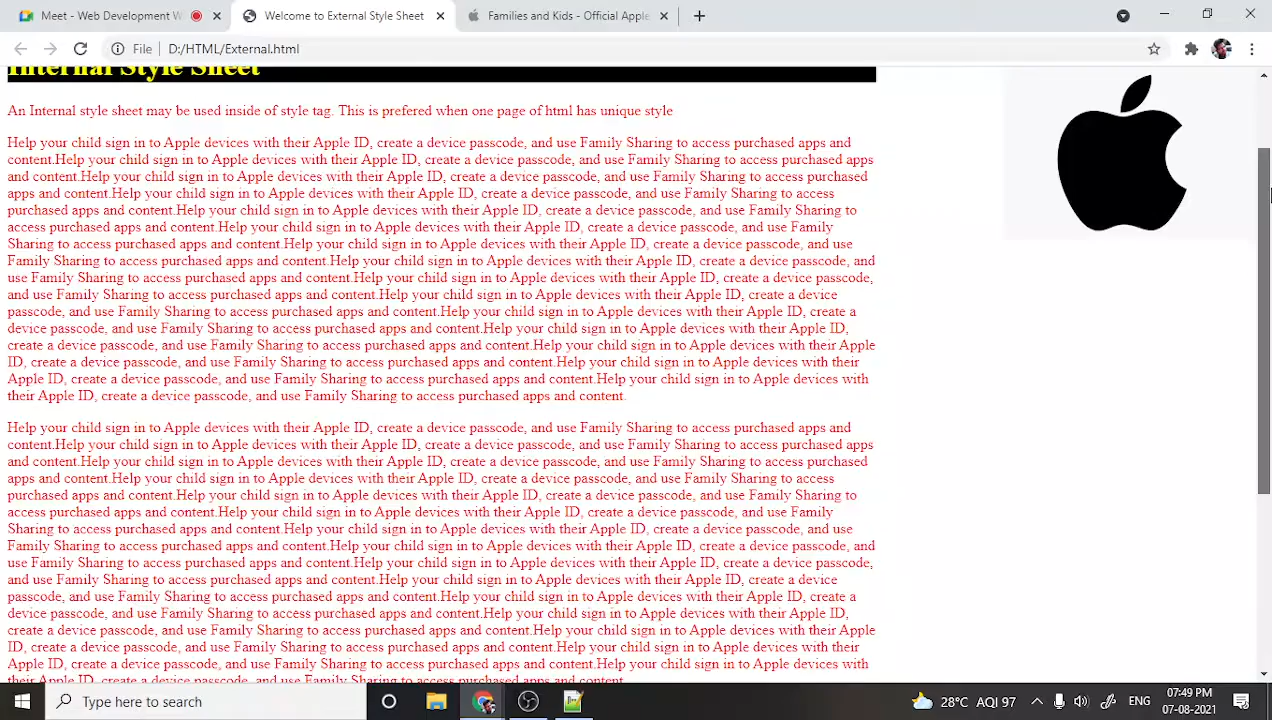 Meet - Web Development W
Welcome to External Style Sheet
Families and Kids - Official Apple
File
D:/HTML/External.html
Internal Style Sheet
An Internal style sheet may be used inside of style tag. This is prefered when one page of html has unique style
Help your child sign in to Apple devices with their Apple ID, create a device passcode, and use Family Sharing to access purchased apps and
content.Help your child sign in to Apple devices with their Apple ID, create a device passcode, and use Family Sharing to access purchased apps
and content.Help your child sign in to Apple devices with their Apple ID, create a device passcode, and use Family Sharing to access purchased
apps and content.Help your child sign in to Apple devices with their Apple ID, create a device passcode, and use Family Sharing to access
purchased apps and content.Help your child sign in to Apple devices with their Apple ID, create a device passcode, and use Family Sharing to
access purchased apps and content.Help your child sign in to Apple devices with their Apple ID, create a device passcode, and use Family
Sharing to access purchased apps and content.Help your child sign in to Apple devices with their Apple ID, create a device passcode, and use
Family Sharing to access purchased apps and content.Help your child sign in to Apple devices with their Apple ID, create a device passcode, and
use Family Sharing to access purchased apps and content.Help your child sign in to Apple devices with their Apple ID, create a device passcode,
and use Family Sharing to access purchased apps and content.Help your child sign in to Apple devices with their Apple ID, create a device
passcode, and use Family Sharing to access purchased apps and content.Help your child sign in to Apple devices with their Apple ID, create a
device passcode, and use Family Sharing to access purchased apps and content.Help your child sign in to Apple devices with their Apple ID,
create a device passcode, and use Family Sharing to access purchased apps and content.Help your child sign in to Apple devices with their Apple
ID, create a device passcode, and use Family Sharing to access purchased apps and content.Help your child sign in to Apple devices with their
Apple ID, create a device passcode, and use Family Sharing to access purchased apps and content.Help your child sign in to Apple devices with
their Apple ID, create a device passcode, and use Family Sharing to access purchased apps and content.
Help your child sign in to Apple devices with their Apple ID, create a device passcode, and use Family Sharing to access purchased apps and
content.Help your child sign in to Apple devices with their Apple ID, create a device passcode, and use Family Sharing to access purchased apps
and content.Help your child sign in to Apple devices with their Apple ID, create a device passcode, and use Family Sharing to access purchased
apps and content.Help your child sign in to Apple devices with their Apple ID, create a device passcode, and use Family Sharing to access
purchased apps and content.Help your child sign in to Apple devices with their Apple ID, create a device passcode, and use Family Sharing to
access purchased apps and content.Help your child sign in to Apple devices with their Apple ID, create a device passcode, and use Family
Sharing to access purchased apps and content.Help your child sign in to Apple devices with their Apple ID, create a device passcode, and use
Family Sharing to access purchased apps and content.Help your child sign in to Apple devices with their Apple ID, create a device passcode, and
use Family Sharing to access purchased apps and content.Help your child sign in to Apple devices with their Apple ID, create a device passcode,
and use Family Sharing to access purchased apps and content.Help your child sign in to Apple devices with their Apple ID, create a device
passcode, and use Family Sharing to access purchased apps and content.Help your child sign in to Apple devices with their Apple ID, create a
device passcode, and use Family Sharing to access purchased apps and content.Help your child sign in to Apple devices with their Apple ID,
create a device passcode, and use Family Sharing to access purchased apps and content.Help your child sign in to Apple devices with their Apple
ID, create a device passcode, and use Family Sharing to access purchased apps and content.Help your child sign in to Apple devices with their
Apple ID, create a device passcode, and use Family Sharing to access purchased apps and content.Help your child sign in to Apple devices with
their Apple ID, create a device passcode, and use Family Sharing to access purchased apps and content.
Type here to search
28°C AQI 97
ENG
07:49 PM
07-08-2021